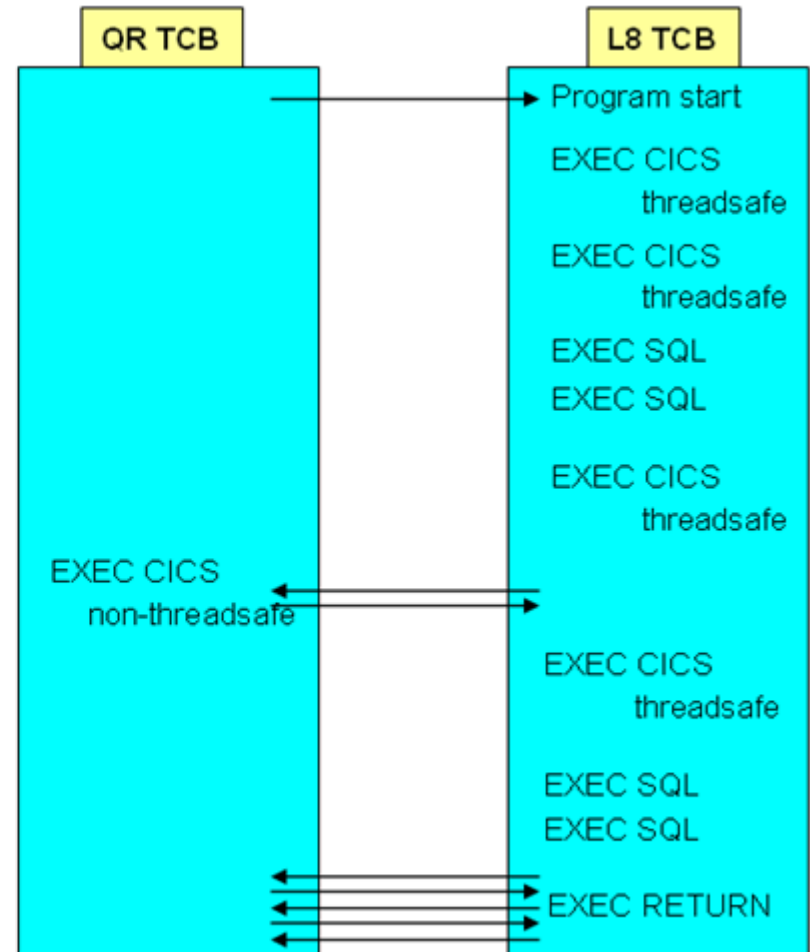 QR TCB
L8 TCB
Program start
EXEC CICS
threadsafe
EXEC CICS
threadsafe
EXEC SQL
EXEC SQL
EXEC CICS
threadsafe
EXEC CICS
non-threadsafe
EXEC CICS
threadsafe
EXEC SQL
EXEC SQL
EXEC RETURN